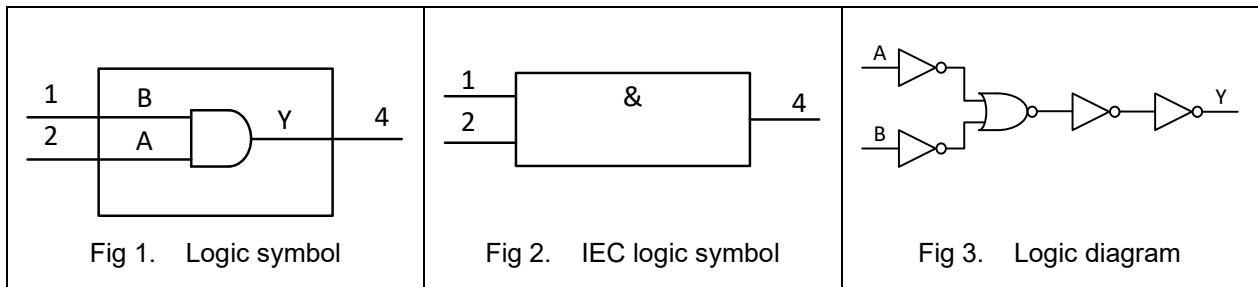 1
B
2
A
Y
4
Fig 1. Logic symbol
1
2
&
4
Fig 2. IEC logic symbol
A
B
Y
Fig 3. Logic diagram